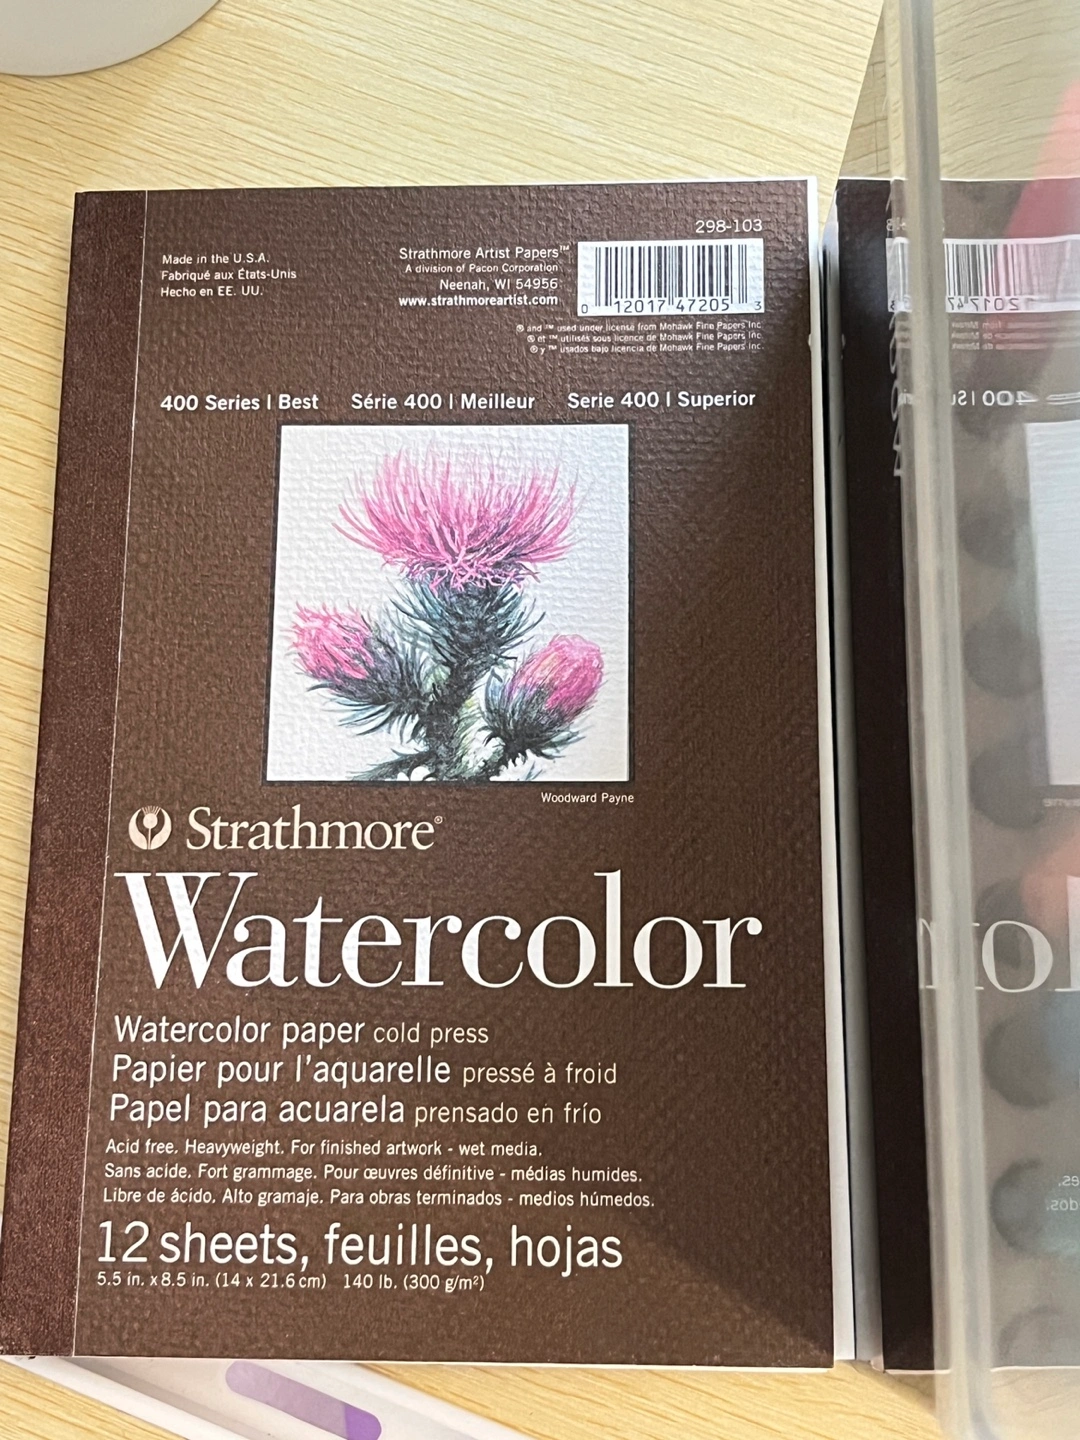 298-103
Made in the U.S.A.
Fabriqué aux États-Unis
Hecho en EE. UU.
Strathmore Artist Papers™
A division of Pacon Corporation
Neenah, WI 54956
www.strathmoreartist.com
0 12017 47205 3
® and ™ used under license from Mohawk Fine Papers Inc.
® et ™ utilisés sous licence de Mohawk Fine Papers Inc.
® y ™ usados bajo licencia de Mohawk Fine Papers Inc.
400 Series | Best Série 400 | Meilleur Serie 400 | Superior
Woodward Payne
Strathmore®
Watercolor
Watercolor paper cold press
Papier pour l'aquarelle pressé à froid
Papel para acuarela prensado en frío
Acid free. Heavyweight. For finished artwork - wet media.
Sans acide. Fort grammage. Pour œuvres définitive - médias humides.
Libre de ácido. Alto gramaje. Para obras terminados - medios húmedos.
12 sheets, feuilles, hojas
5.5 in. x 8.5 in. (14 x 21.6 cm) 140 lb. (300 g/m²)